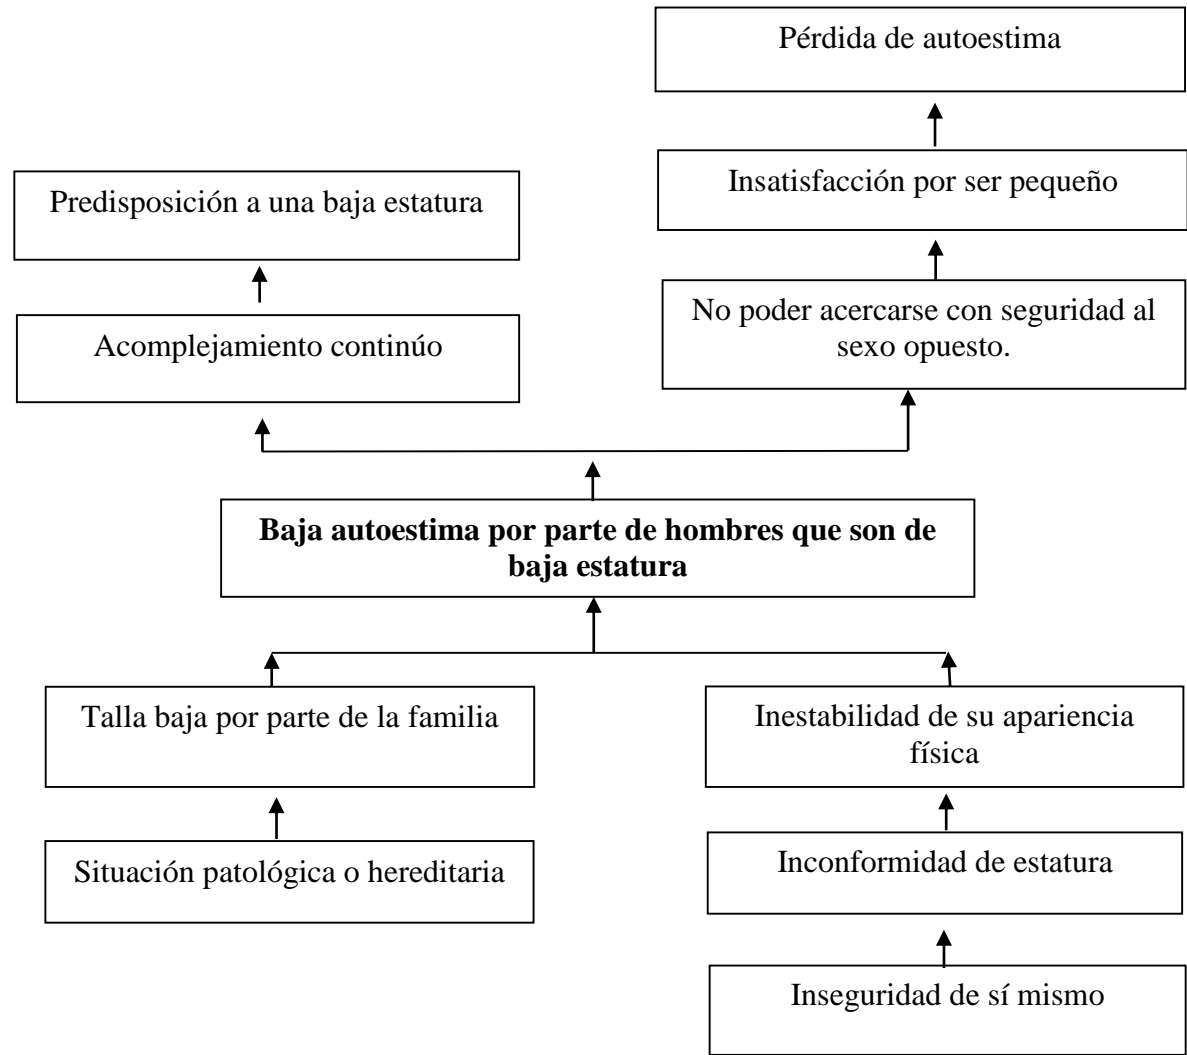 Pérdida de autoestima
Insatisfacción por ser pequeño
Predisposición a una baja estatura
No poder acercarse con seguridad al
sexo opuesto.
Acomplejamiento continúo
Baja autoestima por parte de hombres que son de
baja estatura
Talla baja por parte de la familia
Inestabilidad de su apariencia
física
Situación patológica o hereditaria
Inconformidad de estatura
Inseguridad de sí mismo